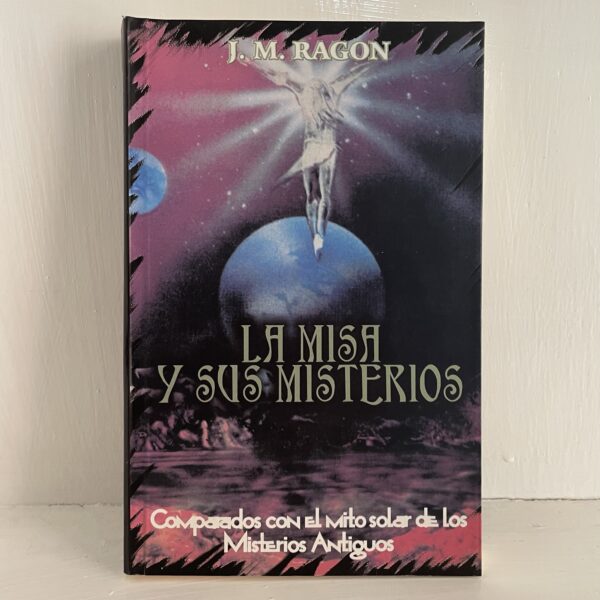 J. M. RAGON
LA MISA
Y SUS MISTERIOS
Comparados con el mito solar de los
Misterios Antiguos